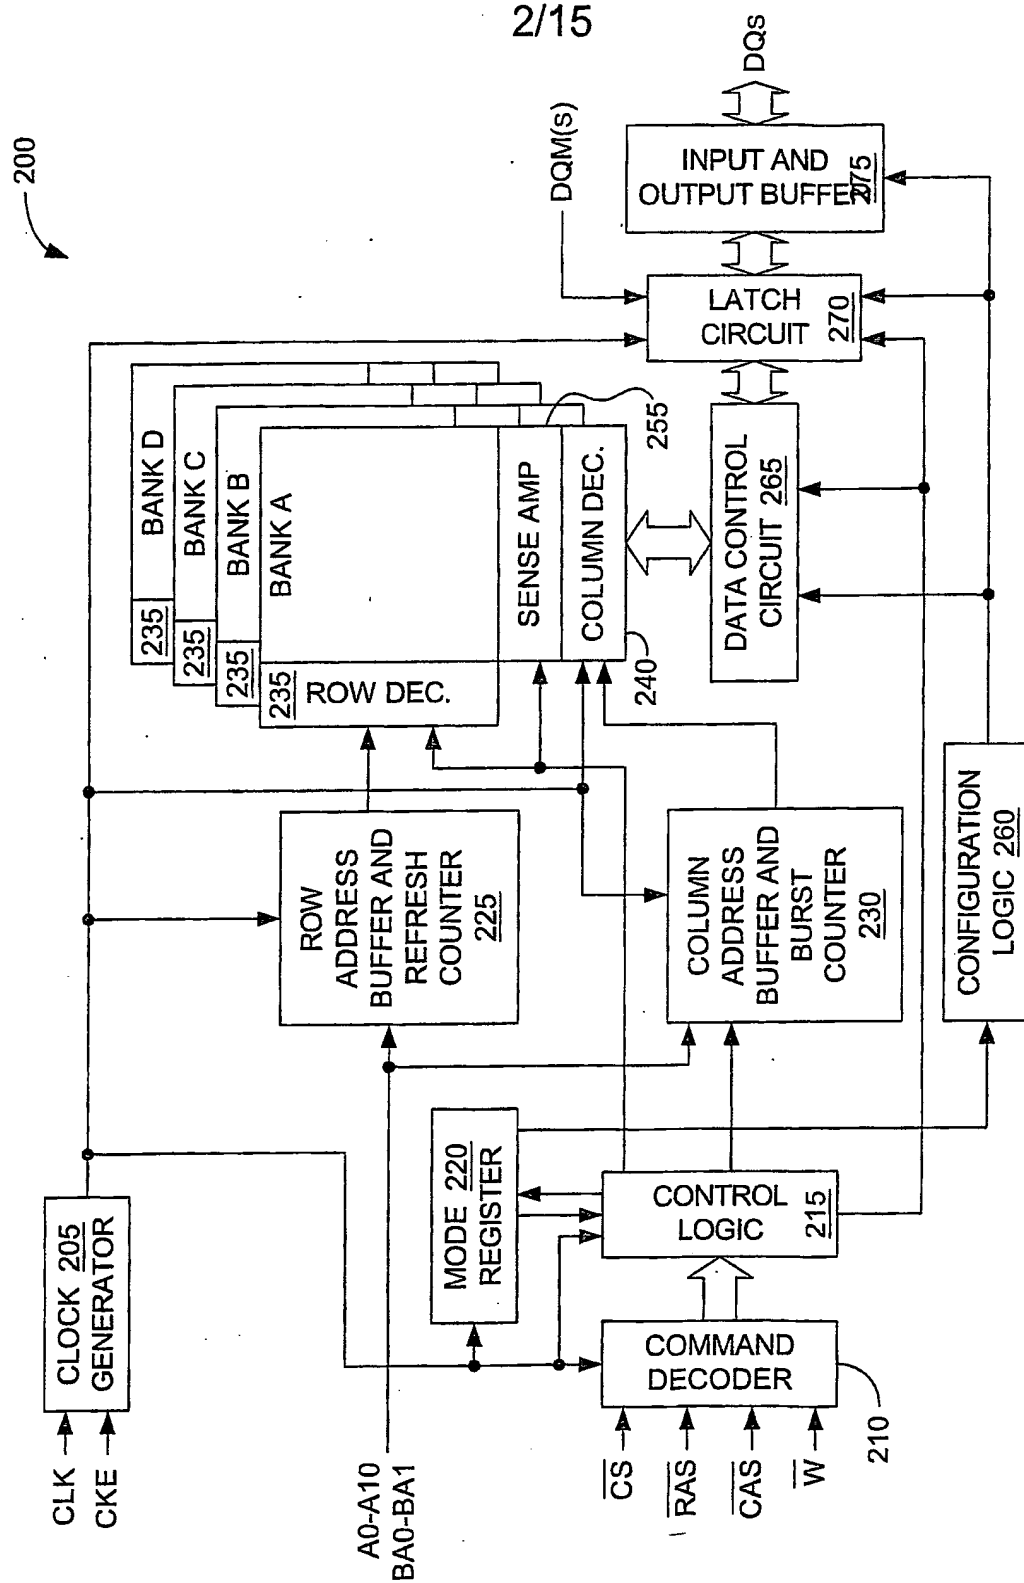 2/15
200
CLK
CKE
CLOCK 205
GENERATOR
A0-A10
BA0-BA1
CS
RAS
CAS
W
COMMAND
DECODER
210
MODE 220
REGISTER
CONTROL
LOGIC
215
ROW
ADDRESS
BUFFER AND
REFRESH
COUNTER
225
COLUMN
ADDRESS
BUFFER AND
BURST
COUNTER
230
CONFIGURATION
LOGIC 260
235
BANK D
235
BANK C
235
BANK B
235
BANK A
ROW DEC.
SENSE AMP
COLUMN DEC.
240
255
DATA CONTROL
CIRCUIT 265
LATCH
CIRCUIT
270
DQM(s)
INPUT AND
OUTPUT BUFFER
275
DQs